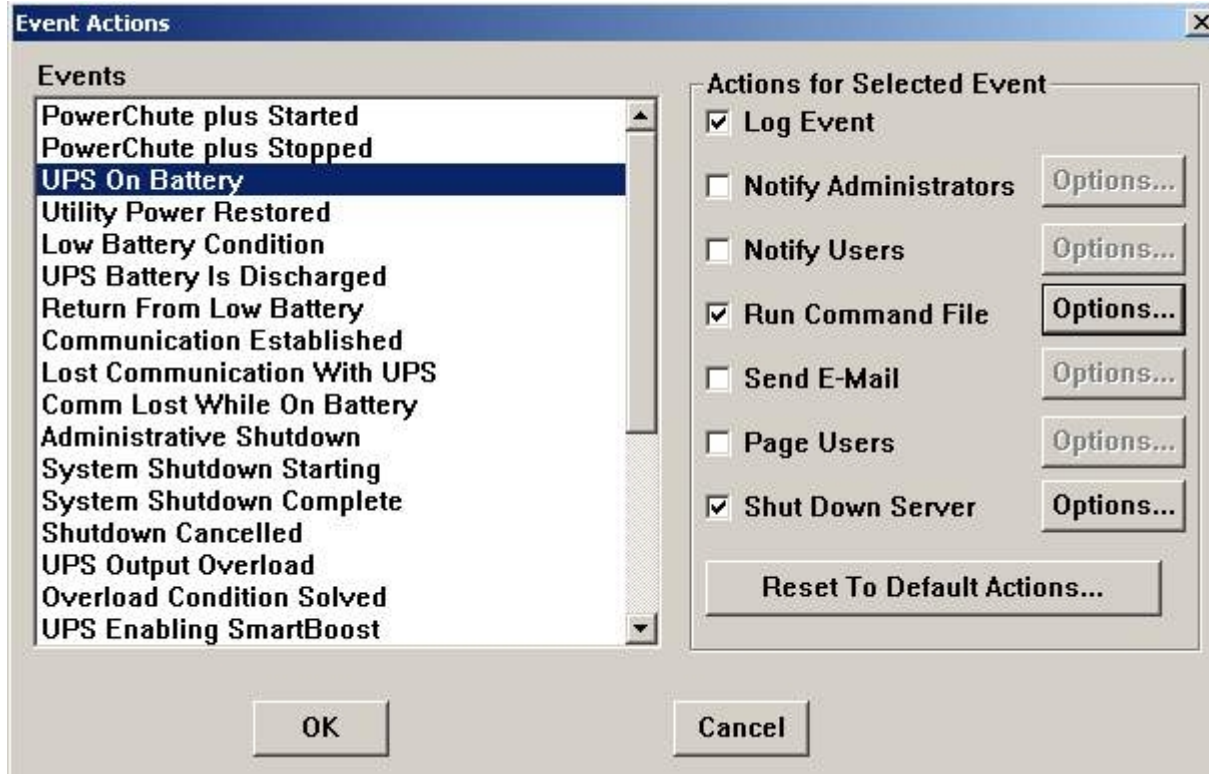 Event Actions
Events
PowerChute plus Started
PowerChute plus Stopped
UPS On Battery
Utility Power Restored
Low Battery Condition
UPS Battery Is Discharged
Return From Low Battery
Communication Established
Lost Communication With UPS
Comm Lost While On Battery
Administrative Shutdown
System Shutdown Starting
System Shutdown Complete
Shutdown Cancelled
UPS Output Overload
Overload Condition Solved
UPS Enabling SmartBoost
Actions for Selected Event
Log Event
Notify Administrators Options...
Notify Users Options...
Run Command File Options...
Send E-Mail Options...
Page Users Options...
Shut Down Server Options...
Reset To Default Actions...
OK Cancel